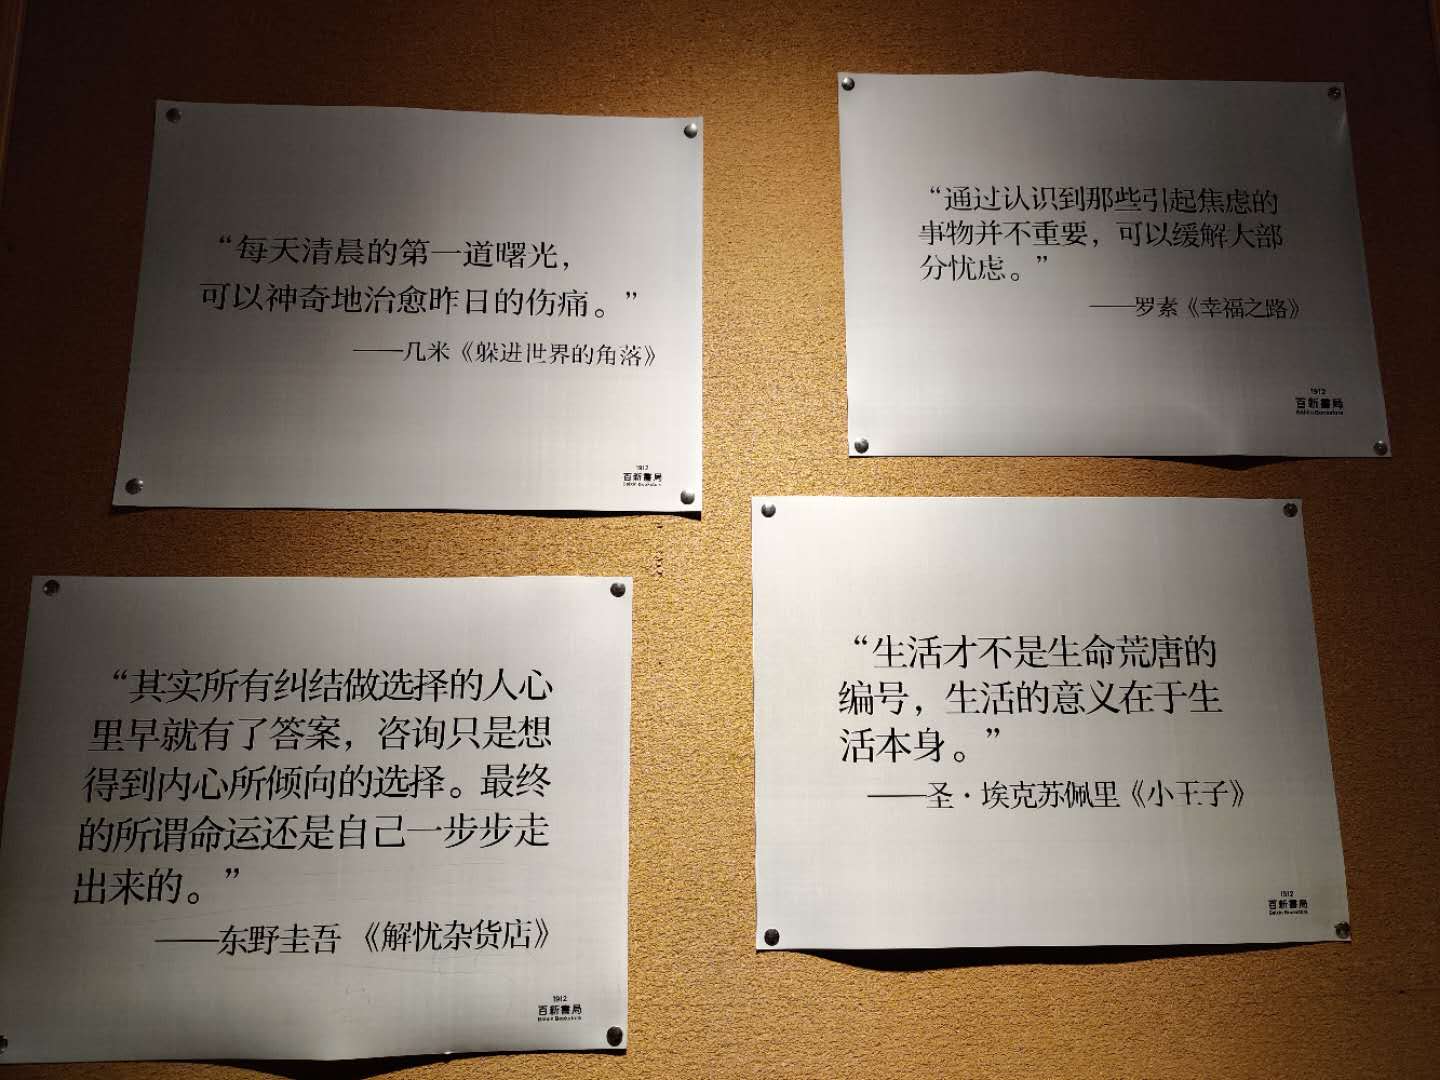 “每天清晨的第一道曙光，
可以神奇地治愈昨日的伤痛。”
——几米《躲进世界的角落》
1912
百新書局
Baixin Bookstore
“通过认识到那些引起焦虑的
事物并不重要，可以缓解大部
分忧虑。”
——罗素《幸福之路》
1912
百新書局
Baixin Bookstore
“其实所有纠结做选择的人心
里早就有了答案，咨询只是想
得到内心所倾向的选择。最终
的所谓命运还是自己一步步走
出来的。”
——东野圭吾《解忧杂货店》
1912
百新書局
Baixin Bookstore
“生活才不是生命荒唐的
编号，生活的意义在于生
活本身。”
——圣·埃克苏佩里《小王子》
1912
百新書局
Baixin Bookstore